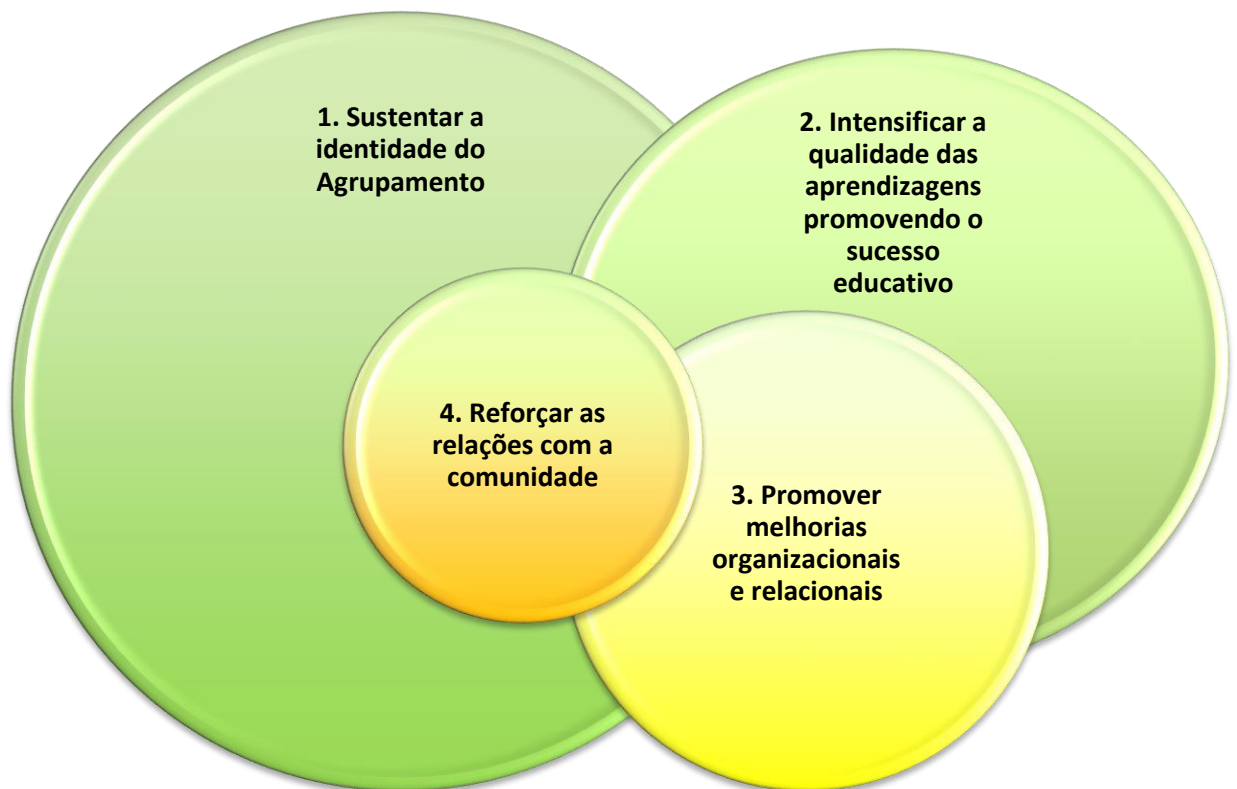 1. Sustentar a
identidade do
Agrupamento
2. Intensificar a
qualidade das
aprendizagens
promovendo o
sucesso
educativo
4. Reforçar as
relações com a
comunidade
3. Promover
melhorias
organizacionais
e relacionais